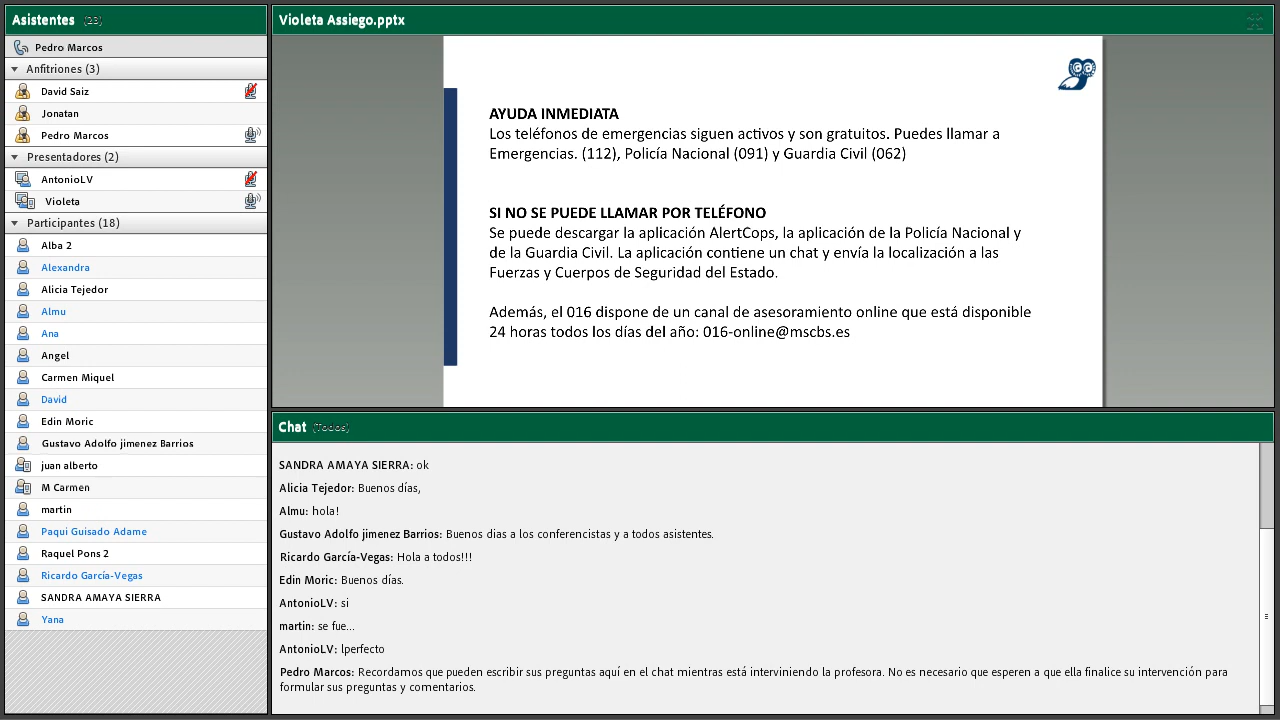 Asistentes (23)
Pedro Marcos
Anfitriones (3)
David Saiz
Jonatan
Pedro Marcos
Presentadores (2)
AntonioLV
Violeta
Participantes (18)
Alba 2
Alexandra
Alicia Tejedor
Almu
Ana
Angel
Carmen Miquel
David
Edin Moric
Gustavo Adolfo jimenez Barrios
juan alberto
M Carmen
martin
Paqui Guisado Adame
Raquel Pons 2
Ricardo García-Vegas
SANDRA AMAYA SIERRA
Yana
Violeta Assiego.pptx
AYUDA INMEDIATA
Los teléfonos de emergencias siguen activos y son gratuitos. Puedes llamar a
Emergencias. (112), Policía Nacional (091) y Guardia Civil (062)
SI NO SE PUEDE LLAMAR POR TELÉFONO
Se puede descargar la aplicación AlertCops, la aplicación de la Policía Nacional y
de la Guardia Civil. La aplicación contiene un chat y envía la localización a las
Fuerzas y Cuerpos de Seguridad del Estado.
Además, el 016 dispone de un canal de asesoramiento online que está disponible
24 horas todos los días del año: 016-online@mscbs.es
Chat (Todos)
SANDRA AMAYA SIERRA: ok
Alicia Tejedor: Buenos días,
Almu: hola!
Gustavo Adolfo jimenez Barrios: Buenos dias a los conferencistas y a todos asistentes.
Ricardo García-Vegas: Hola a todos!!!
Edin Moric: Buenos días.
AntonioLV: si
martin: se fue...
AntonioLV: lperfecto
Pedro Marcos: Recordamos que pueden escribir sus preguntas aquí en el chat mientras está interviniendo la profesora. No es necesario que esperen a que ella finalice su intervención para
formular sus preguntas y comentarios.